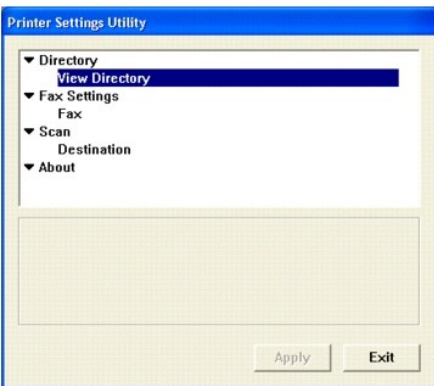 Printer Settings Utility
Directory
View Directory
Fax Settings
Fax
Scan
Destination
About
Apply
Exit